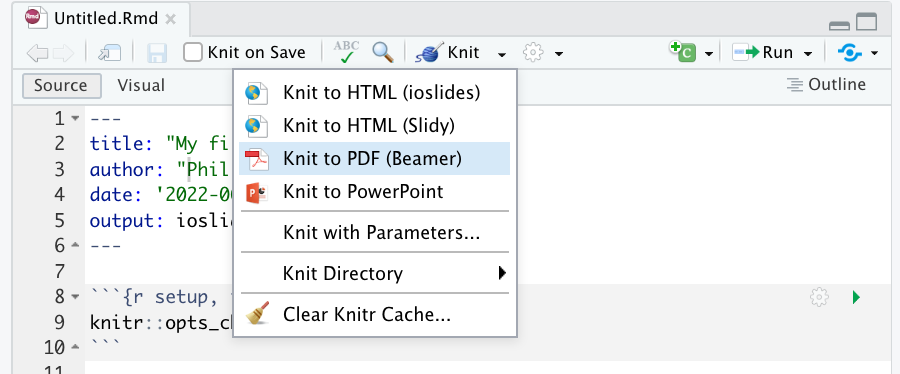 Untitled.Rmd
Knit on Save
ABC
Knit
C
Run
Source
Visual
Outline
Knit to HTML (ioslides)
Knit to HTML (Slidy)
Knit to PDF (Beamer)
Knit to PowerPoint
Knit with Parameters...
Knit Directory
Clear Knitr Cache...
1 ---
2 title: "My fi
3 author: "Phil
4 date: '2022-0
5 output: iosli
6 ---
7
8 ```{r setup,
9 knitr::opts_c
10 ```
11